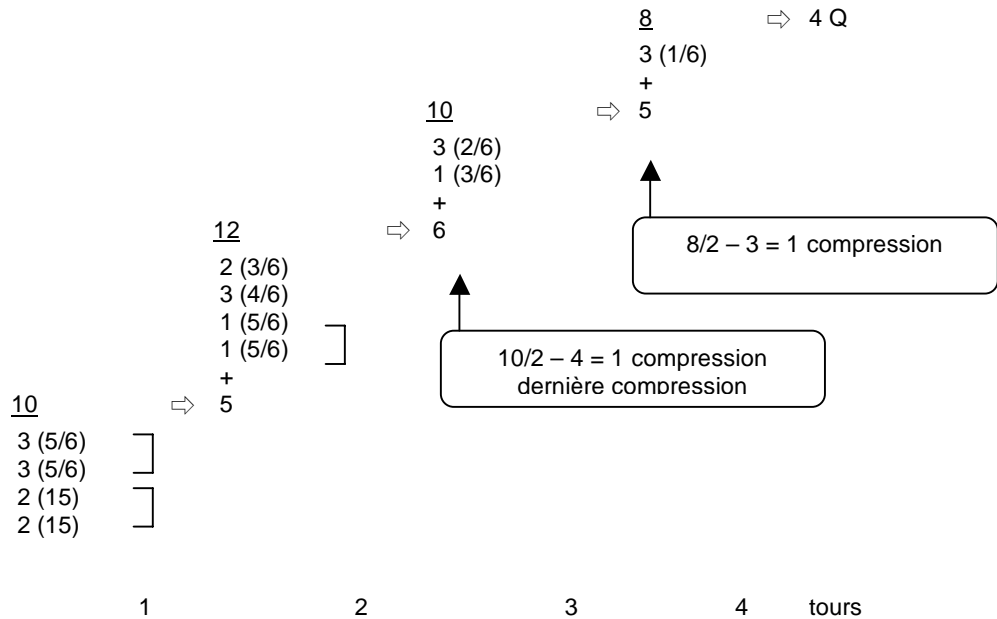 8 ⇨ 4 Q
3 (1/6)
+
10 ⇨ 5
3 (2/6)
1 (3/6)
+
12 ⇨ 6
8/2 – 3 = 1 compression
2 (3/6)
3 (4/6)
1 (5/6)
1 (5/6)
+
10/2 – 4 = 1 compression
dernière compression
10 ⇨ 5
3 (5/6)
3 (5/6)
2 (15)
2 (15)
1 2 3 4 tours